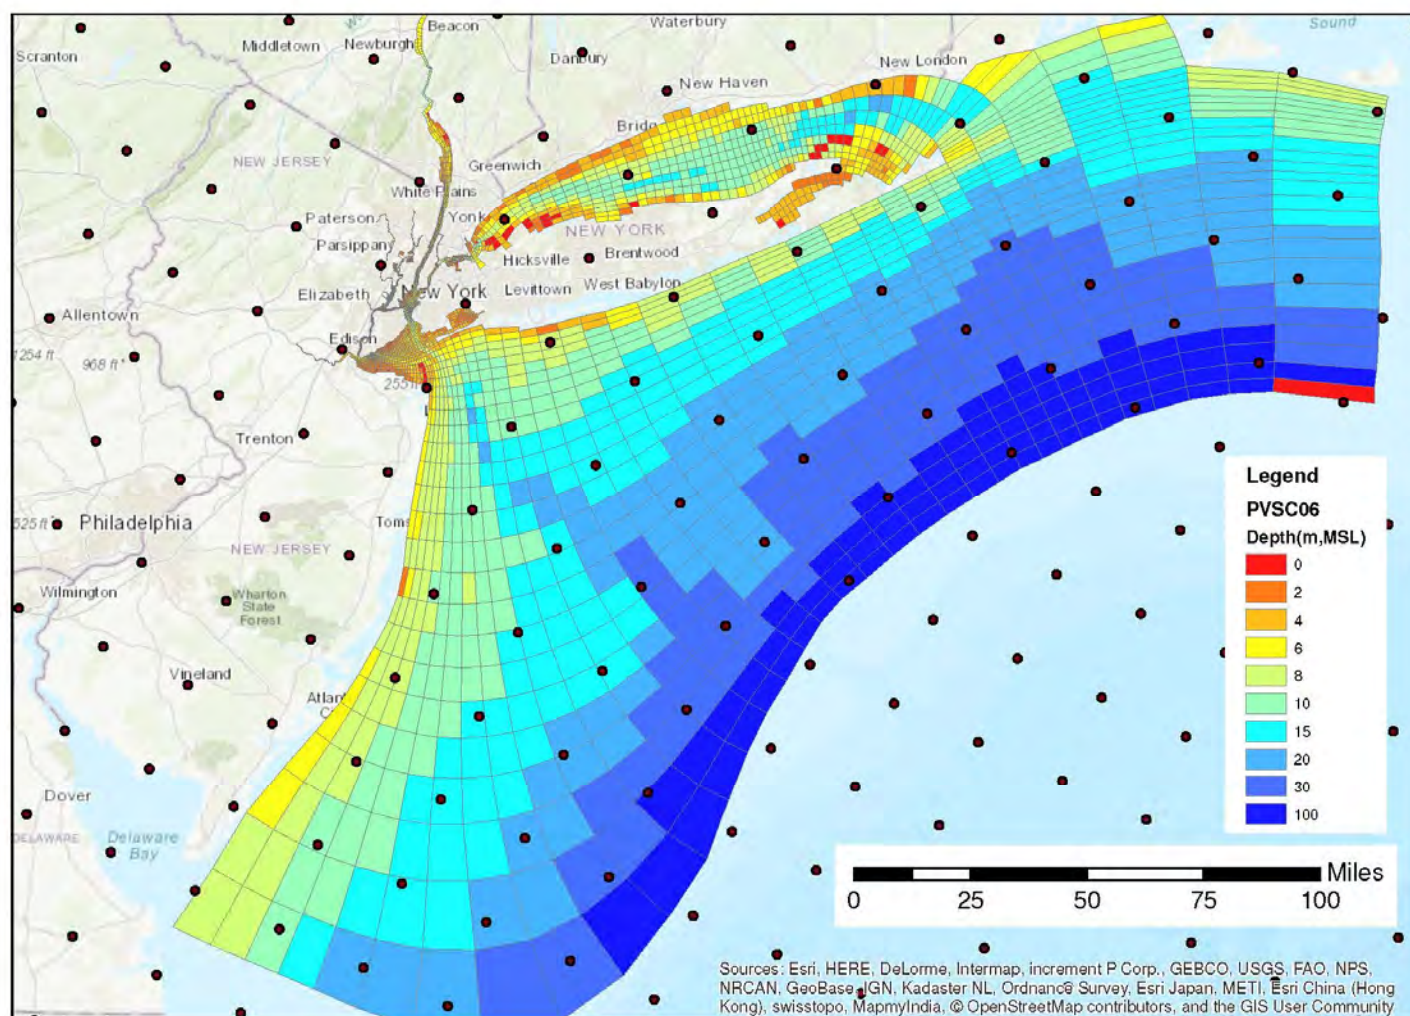 Beacon
Waterbury
Sound
Scranton
Middletown
Newburgh
Danbury
New London
New Haven
NEW JERSEY
Greenwich
White Plains
Paterson
Parsippan
NEW YORK
Brentwood
Hicksville
Elizabeth
New York
Levittown
West Babylon
Allentown
Edison
1254 ft
968 ft
255 ft
Trenton
Legend
PVSC06
Depth(m,MSL)
0
2
4
6
8
10
15
20
30
100
525 ft
Philadelphia
Toms
NEW JERSEY
Wilmington
Wharton
State
Forest
Vineland
Atlant
Dover
DELAWARE
Delaware
Bay
Miles
0 25 50 75 100
Sources: Esri, HERE, DeLorme, Intermap, increment P Corp., GEBCO, USGS, FAO, NPS,
NRCAN, GeoBase, IGN, Kadaster NL, Ordnance Survey, Esri Japan, METI, Esri China (Hong
Kong), swisstopo, MapmyIndia, © OpenStreetMap contributors, and the GIS User Community